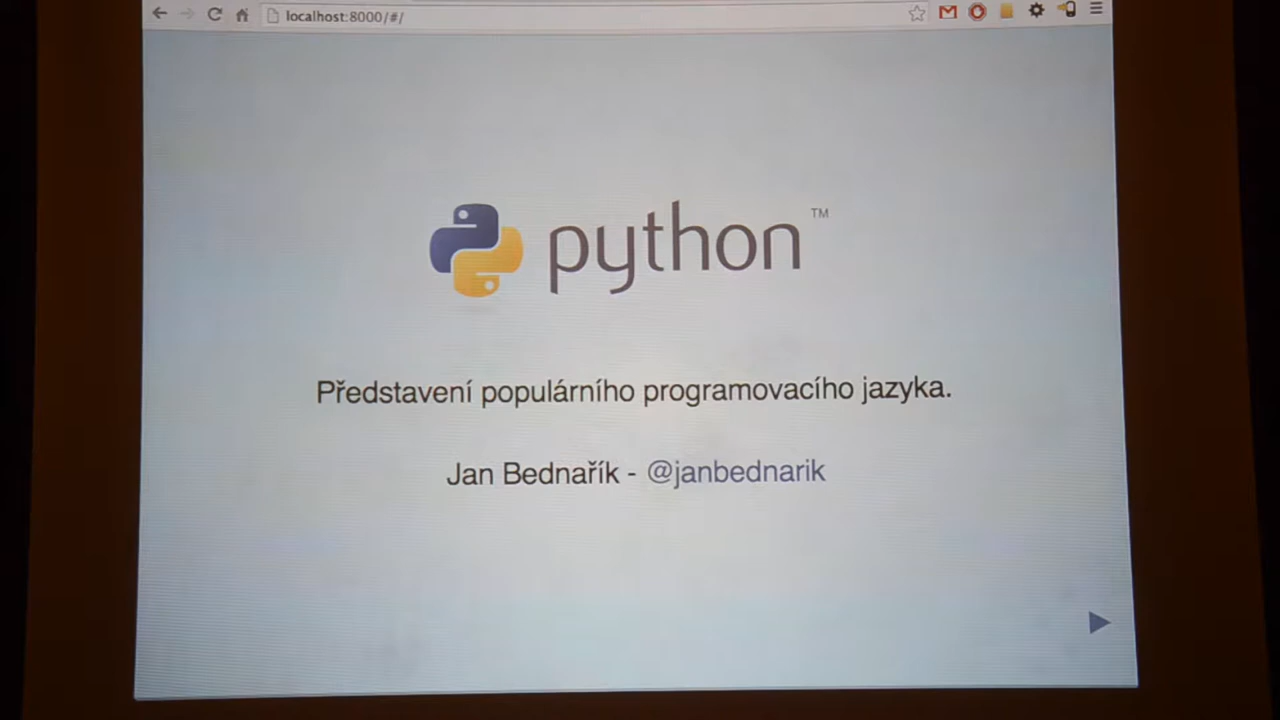 localhost:8000/#/
python™
Představení populárního programovacího jazyka.
Jan Bednařík - @janbednarik